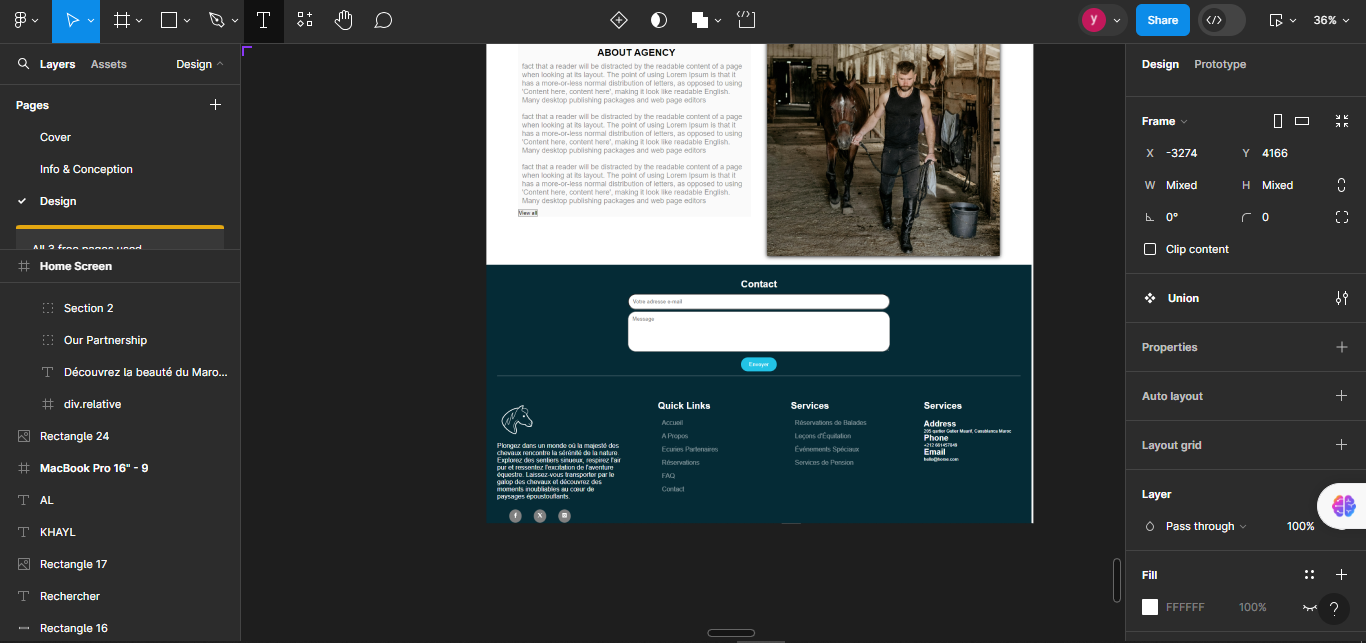 y
Share
36%
Layers
Assets
Design
Pages
Cover
Info & Conception
Design
All 3 free pages used
Home Screen
Section 2
Our Partnership
Découvrez la beauté du Maro...
div.relative
Rectangle 24
MacBook Pro 16" - 9
AL
KHAYL
Rectangle 17
Rechercher
Rectangle 16
ABOUT AGENCY
fact that a reader will be distracted by the readable content of a page
when looking at its layout. The point of using Lorem Ipsum is that it
has a more-or-less normal distribution of letters, as opposed to using
'Content here, content here', making it look like readable English.
Many desktop publishing packages and web page editors
fact that a reader will be distracted by the readable content of a page
when looking at its layout. The point of using Lorem Ipsum is that it
has a more-or-less normal distribution of letters, as opposed to using
'Content here, content here', making it look like readable English.
Many desktop publishing packages and web page editors
fact that a reader will be distracted by the readable content of a page
when looking at its layout. The point of using Lorem Ipsum is that it
has a more-or-less normal distribution of letters, as opposed to using
'Content here, content here', making it look like readable English.
Many desktop publishing packages and web page editors
View all
Contact
Votre adresse e-mail
Message
Envoyer
Plongez dans un monde où la majesté des
chevaux rencontre la sérénité de la nature.
Explorez des sentiers sinueux, respirez l'air
pur et ressentez l'excitation de l'aventure
équestre. Laissez-vous transporter par le
galop des chevaux et découvrez des
moments inoubliables au cœur de
paysages époustouflants.
Quick Links
Accueil
A Propos
Ecuries Partenaires
Réservations
FAQ
Contact
Services
Réservations de Balades
Leçons d'Équitation
Événements Spéciaux
Services de Pension
Services
Address
205 quartier Casablanca Maroc
Phone
+212 661457849
Email
hello@horse.com
Design
Prototype
Frame
X -3274
Y 4166
W Mixed
H Mixed
0°
0
Clip content
Union
Properties
Auto layout
Layout grid
Layer
Pass through
100%
Fill
FFFFFF
100%
?